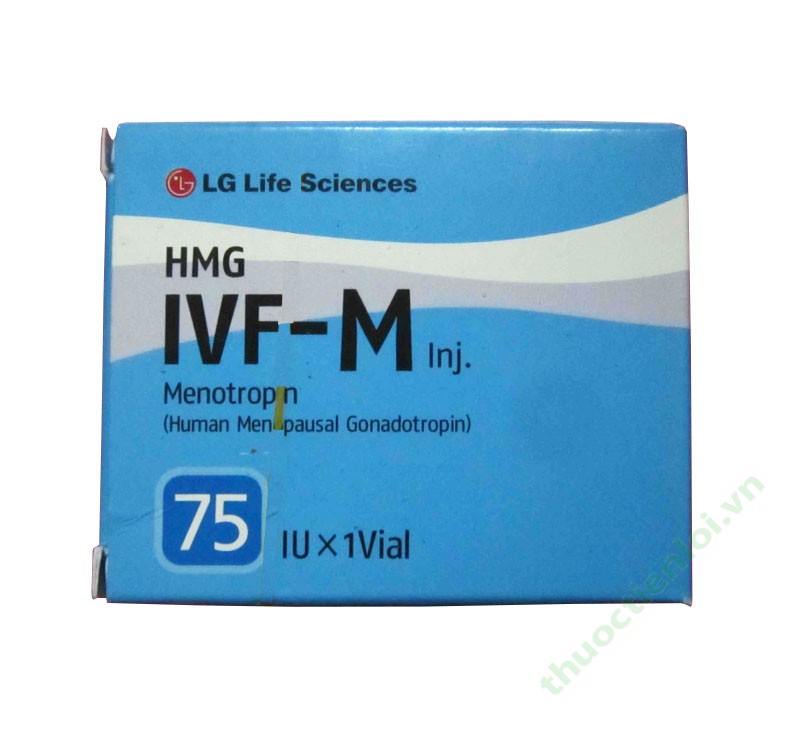 LG Life Sciences
HMG
IVF-M Inj.
Menotropin
(Human Menopausal Gonadotropin)
75 IU×1Vial
thuoctienloi.vn